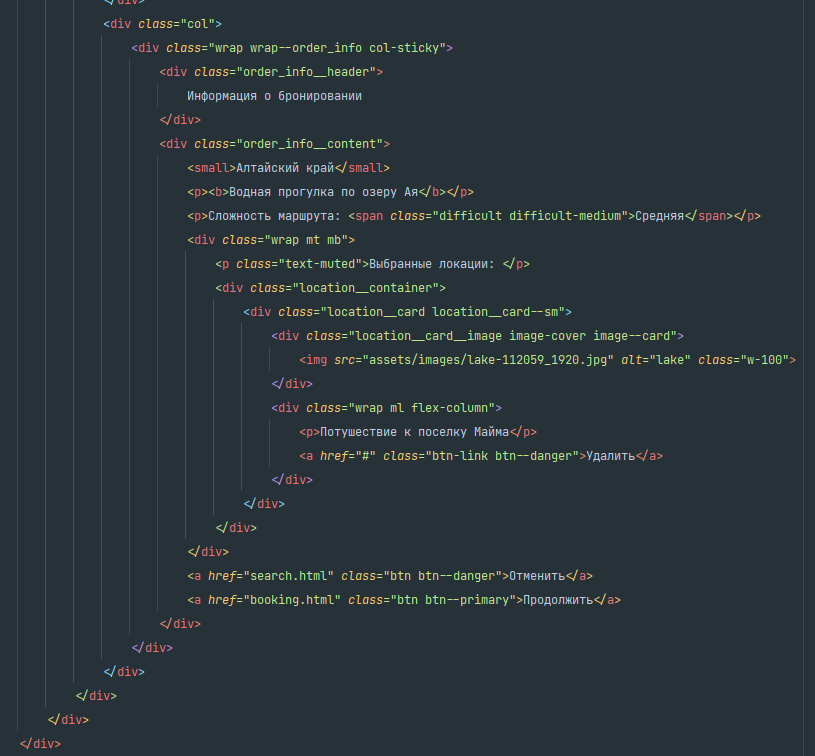 </div>
<div class="col">
<div class="wrap wrap--order_info col-sticky">
<div class="order_info__header">
Информация о бронировании
</div>
<div class="order_info__content">
<small>Алтайский край</small>
<p><b>Водная прогулка по озеру Ая</b></p>
<p>Сложность маршрута: <span class="difficult difficult-medium">Средняя</span></p>
<div class="wrap mt mb">
<p class="text-muted">Выбранные локации: </p>
<div class="location__container">
<div class="location__card location__card--sm">
<div class="location__card__image image-cover image--card">
<img src="assets/images/lake-112059_1920.jpg" alt="lake" class="w-100">
</div>
<div class="wrap ml flex-column">
<p>Потушествие к поселку Майма</p>
<a href="#" class="btn-link btn--danger">Удалить</a>
</div>
</div>
</div>
</div>
<a href="search.html" class="btn btn--danger">Отменить</a>
<a href="booking.html" class="btn btn--primary">Продолжить</a>
</div>
</div>
</div>
</div>
</div>
</div>